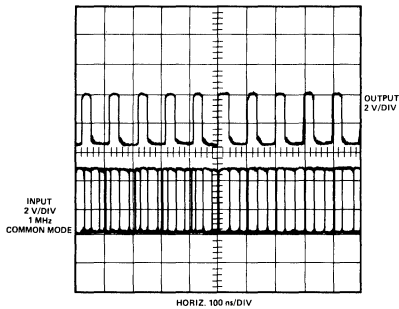 OUTPUT
2 V/DIV
INPUT
2 V/DIV
1 MHz
COMMON MODE
HORIZ. 100 ns/DIV